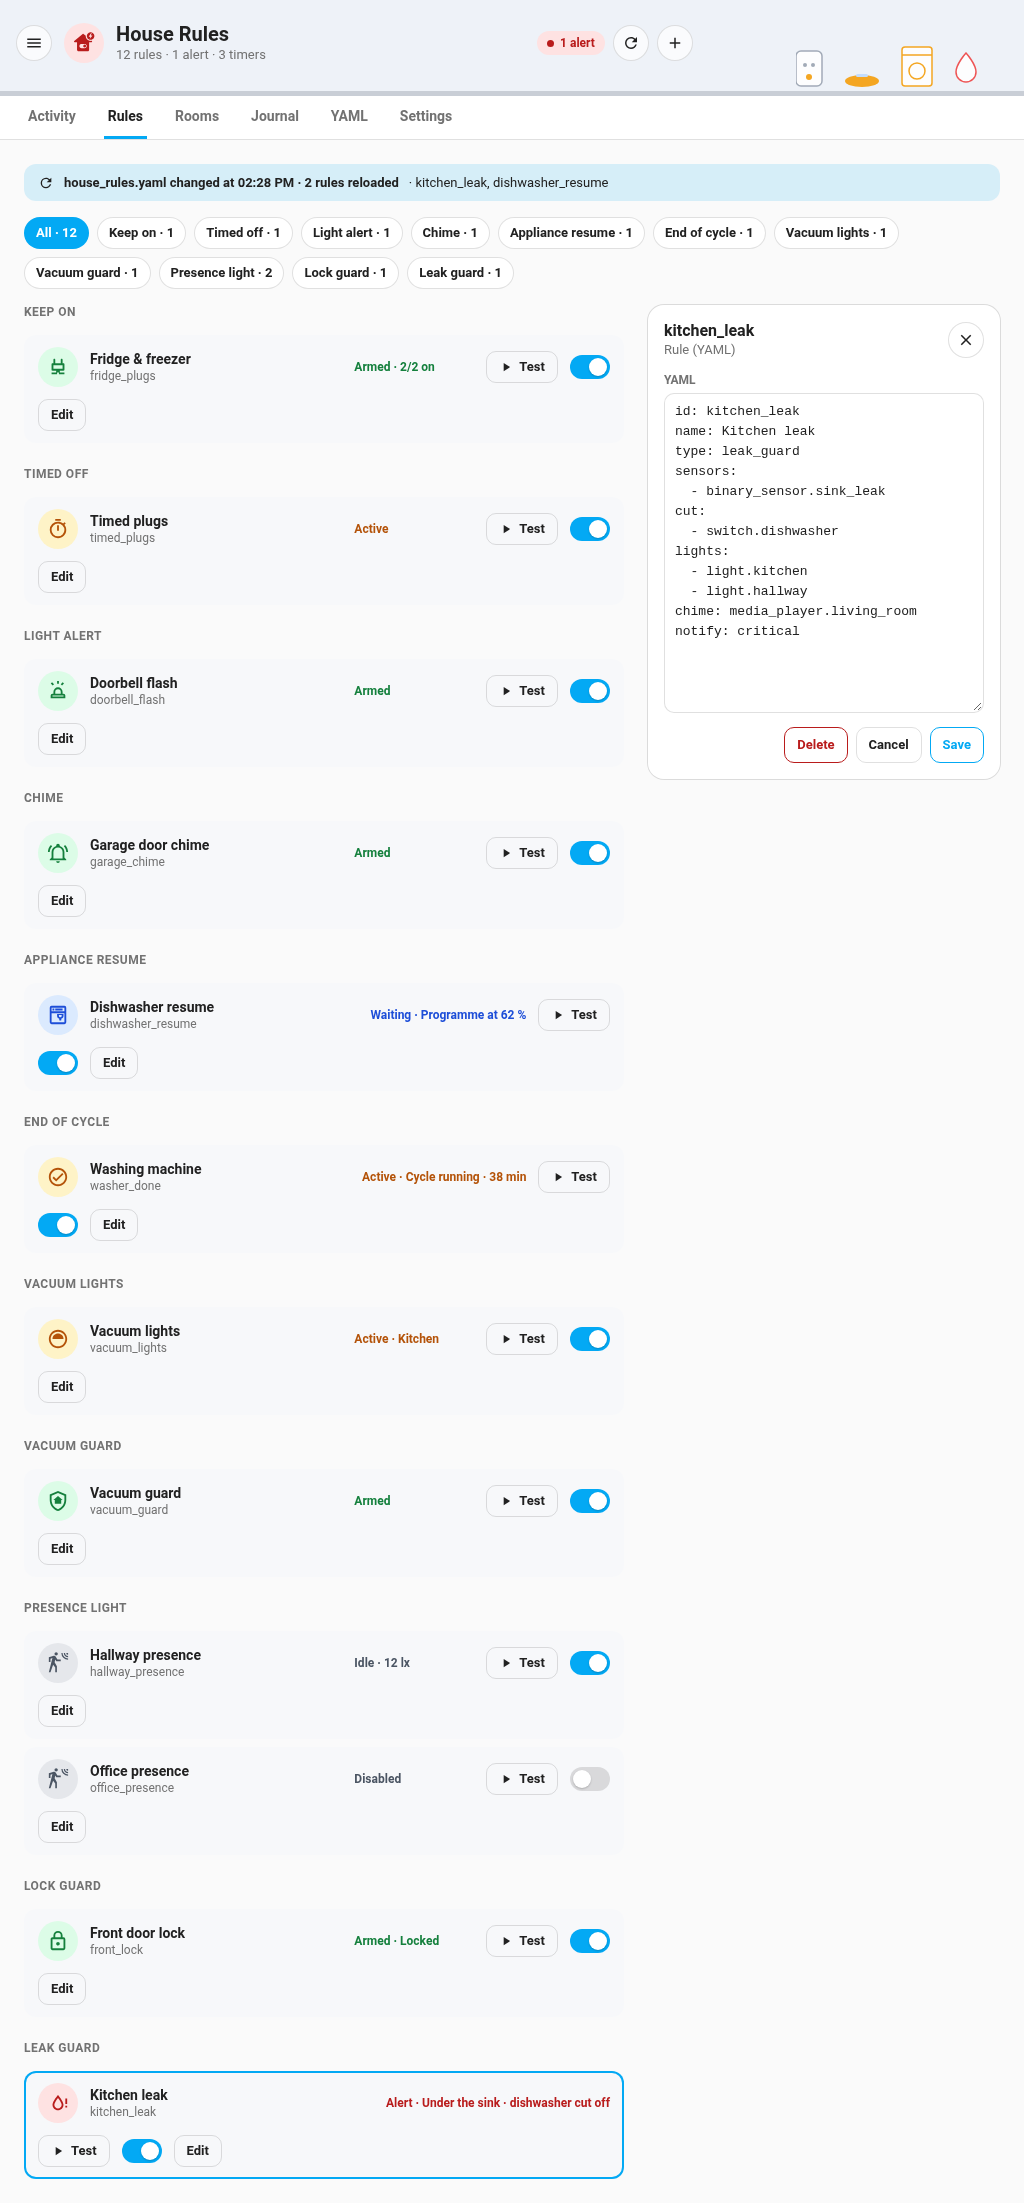 House Rules
12 rules · 1 alert · 3 timers
1 alert
Activity
Rules
Rooms
Journal
YAML
Settings
house_rules.yaml changed at 02:28 PM · 2 rules reloaded · kitchen_leak, dishwasher_resume
All · 12
Keep on · 1
Timed off · 1
Light alert · 1
Chime · 1
Appliance resume · 1
End of cycle · 1
Vacuum lights · 1
Vacuum guard · 1
Presence light · 2
Lock guard · 1
Leak guard · 1
KEEP ON
Fridge & freezer
fridge_plugs
Armed · 2/2 on
Test
Edit
TIMED OFF
Timed plugs
timed_plugs
Active
Test
Edit
LIGHT ALERT
Doorbell flash
doorbell_flash
Armed
Test
Edit
CHIME
Garage door chime
garage_chime
Armed
Test
Edit
APPLIANCE RESUME
Dishwasher resume
dishwasher_resume
Waiting · Programme at 62 %
Test
Edit
END OF CYCLE
Washing machine
washer_done
Active · Cycle running · 38 min
Test
Edit
VACUUM LIGHTS
Vacuum lights
vacuum_lights
Active · Kitchen
Test
Edit
VACUUM GUARD
Vacuum guard
vacuum_guard
Armed
Test
Edit
PRESENCE LIGHT
Hallway presence
hallway_presence
Idle · 12 lx
Test
Edit
Office presence
office_presence
Disabled
Test
Edit
LOCK GUARD
Front door lock
front_lock
Armed · Locked
Test
Edit
LEAK GUARD
Kitchen leak
kitchen_leak
Alert · Under the sink · dishwasher cut off
Test
Edit
kitchen_leak
Rule (YAML)
YAML
id: kitchen_leak
name: Kitchen leak
type: leak_guard
sensors:
  - binary_sensor.sink_leak
cut:
  - switch.dishwasher
lights:
  - light.kitchen
  - light.hallway
chime: media_player.living_room
notify: critical
Delete
Cancel
Save